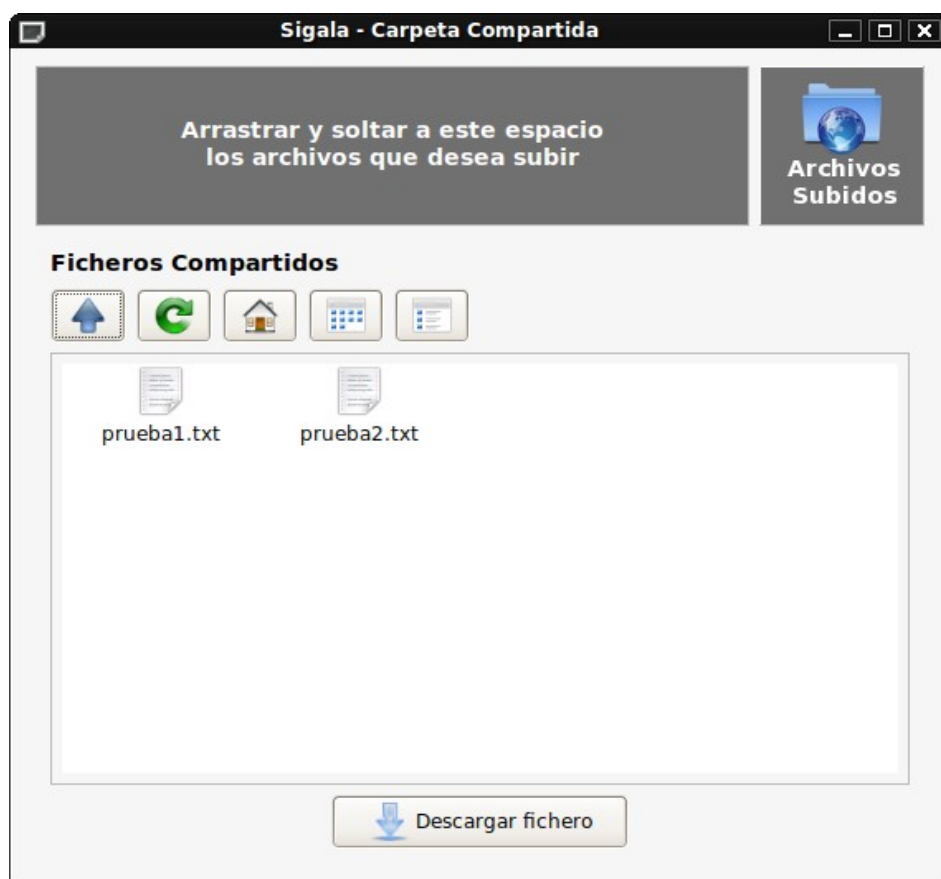 Sigala - Carpeta Compartida
Arrastrar y soltar a este espacio
los archivos que desea subir
Archivos
Subidos
Ficheros Compartidos
prueba1.txt
prueba2.txt
Descargar fichero